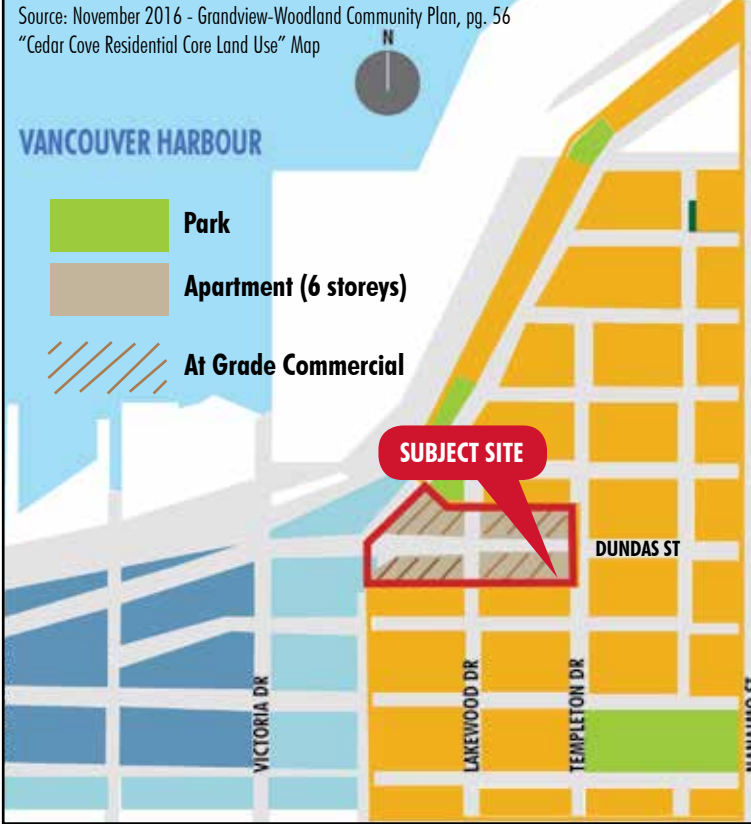 Source: November 2016 - Grandview-Woodland Community Plan, pg. 56
“Cedar Cove Residential Core Land Use” Map
N
VANCOUVER HARBOUR
Park
Apartment (6 storeys)
At Grade Commercial
SUBJECT SITE
DUNDAS ST
VICTORIA DR
LAKEWOOD DR
TEMPLETON DR